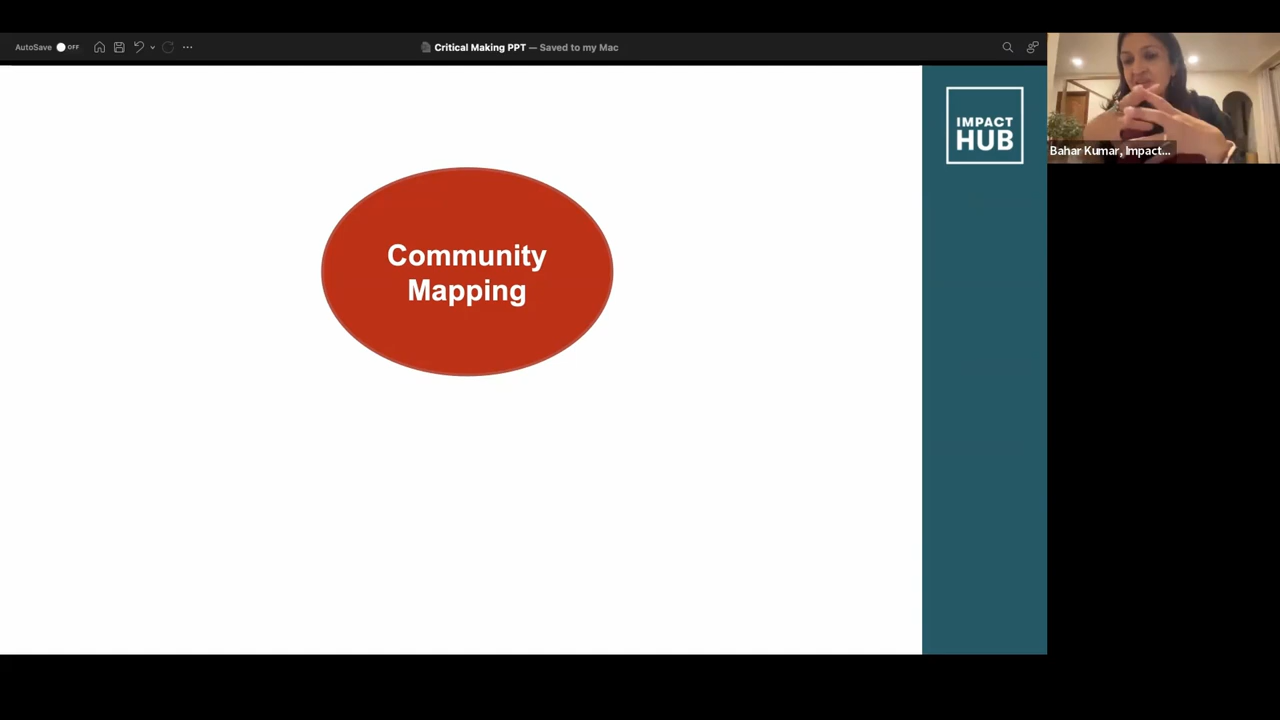 AutoSave OFF
Critical Making PPT — Saved to my Mac
IMPACT
HUB
Bahar Kumar, Impact...
Community
Mapping